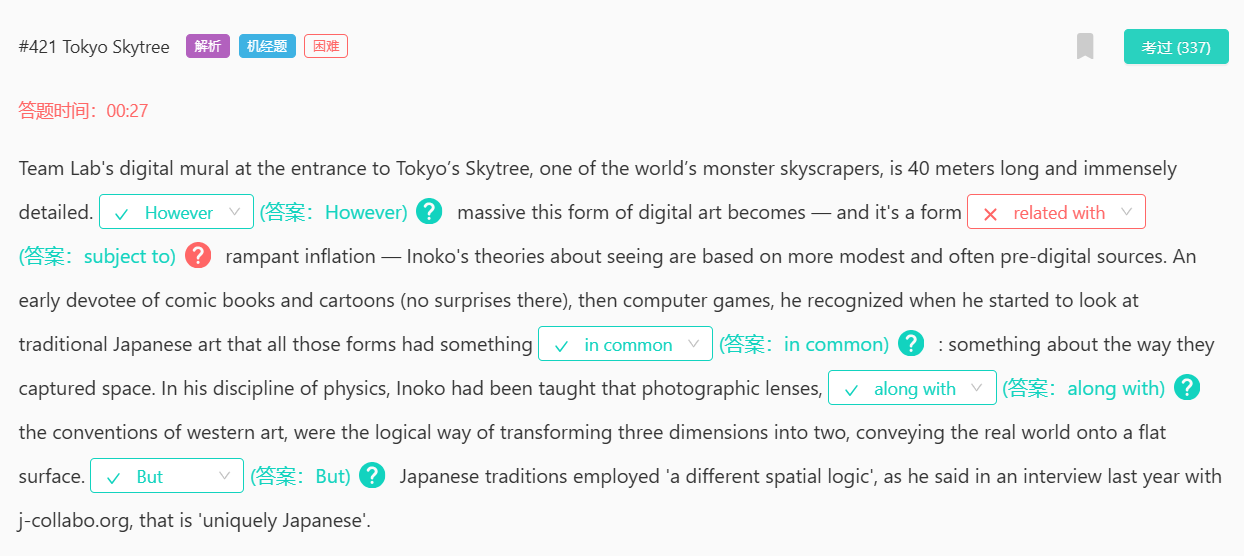 #421 Tokyo Skytree 解析 机经题 困难 考过 (337)
答题时间：00:27
Team Lab's digital mural at the entrance to Tokyo’s Skytree, one of the world’s monster skyscrapers, is 40 meters long and immensely
detailed. However (答案：However) ? massive this form of digital art becomes — and it's a form related with
(答案：subject to) ? rampant inflation — Inoko's theories about seeing are based on more modest and often pre-digital sources. An
early devotee of comic books and cartoons (no surprises there), then computer games, he recognized when he started to look at
traditional Japanese art that all those forms had something in common (答案：in common) ? : something about the way they
captured space. In his discipline of physics, Inoko had been taught that photographic lenses, along with (答案：along with) ?
the conventions of western art, were the logical way of transforming three dimensions into two, conveying the real world onto a flat
surface. But (答案：But) ? Japanese traditions employed 'a different spatial logic', as he said in an interview last year with
j-collabo.org, that is 'uniquely Japanese'.